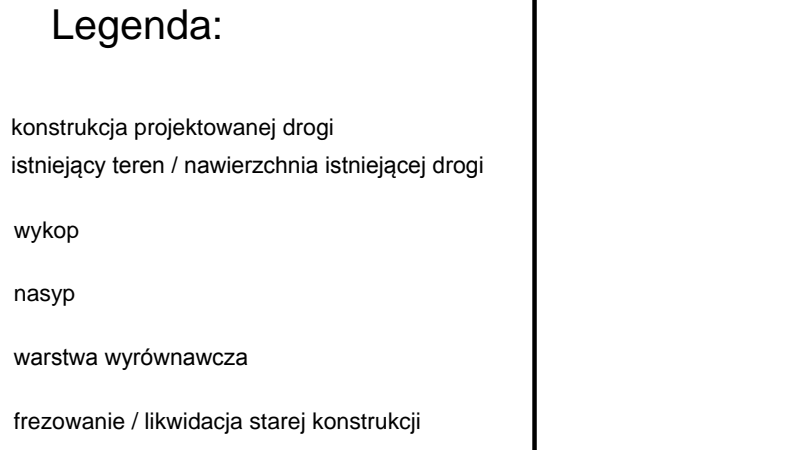 Legenda:
konstrukcja projektowanej drogi
istniejący teren / nawierzchnia istniejącej drogi
wykop
nasyp
warstwa wyrównawcza
frezowanie / likwidacja starej konstrukcji